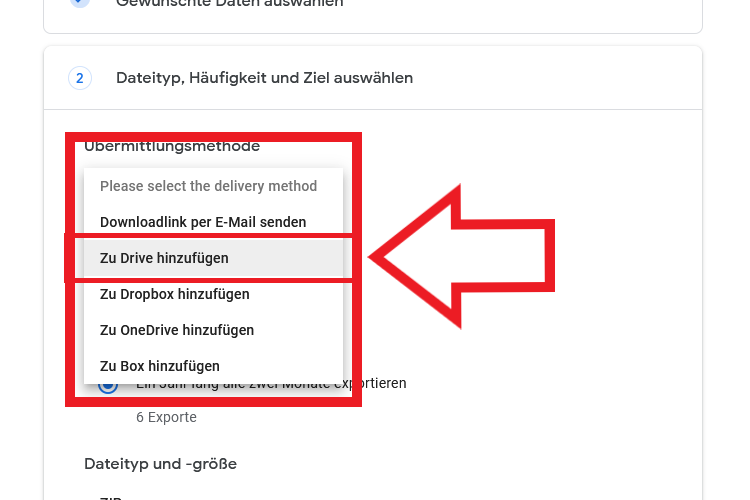 Gewünschte Daten auswählen
2
Dateityp, Häufigkeit und Ziel auswählen
Übermittlungsmethode
Please select the delivery method
Downloadlink per E-Mail senden
Zu Drive hinzufügen
Zu Dropbox hinzufügen
Zu OneDrive hinzufügen
Zu Box hinzufügen
Ein Jahr lang alle zwei Monate exportieren
6 Exporte
Dateityp und -größe
ZIP